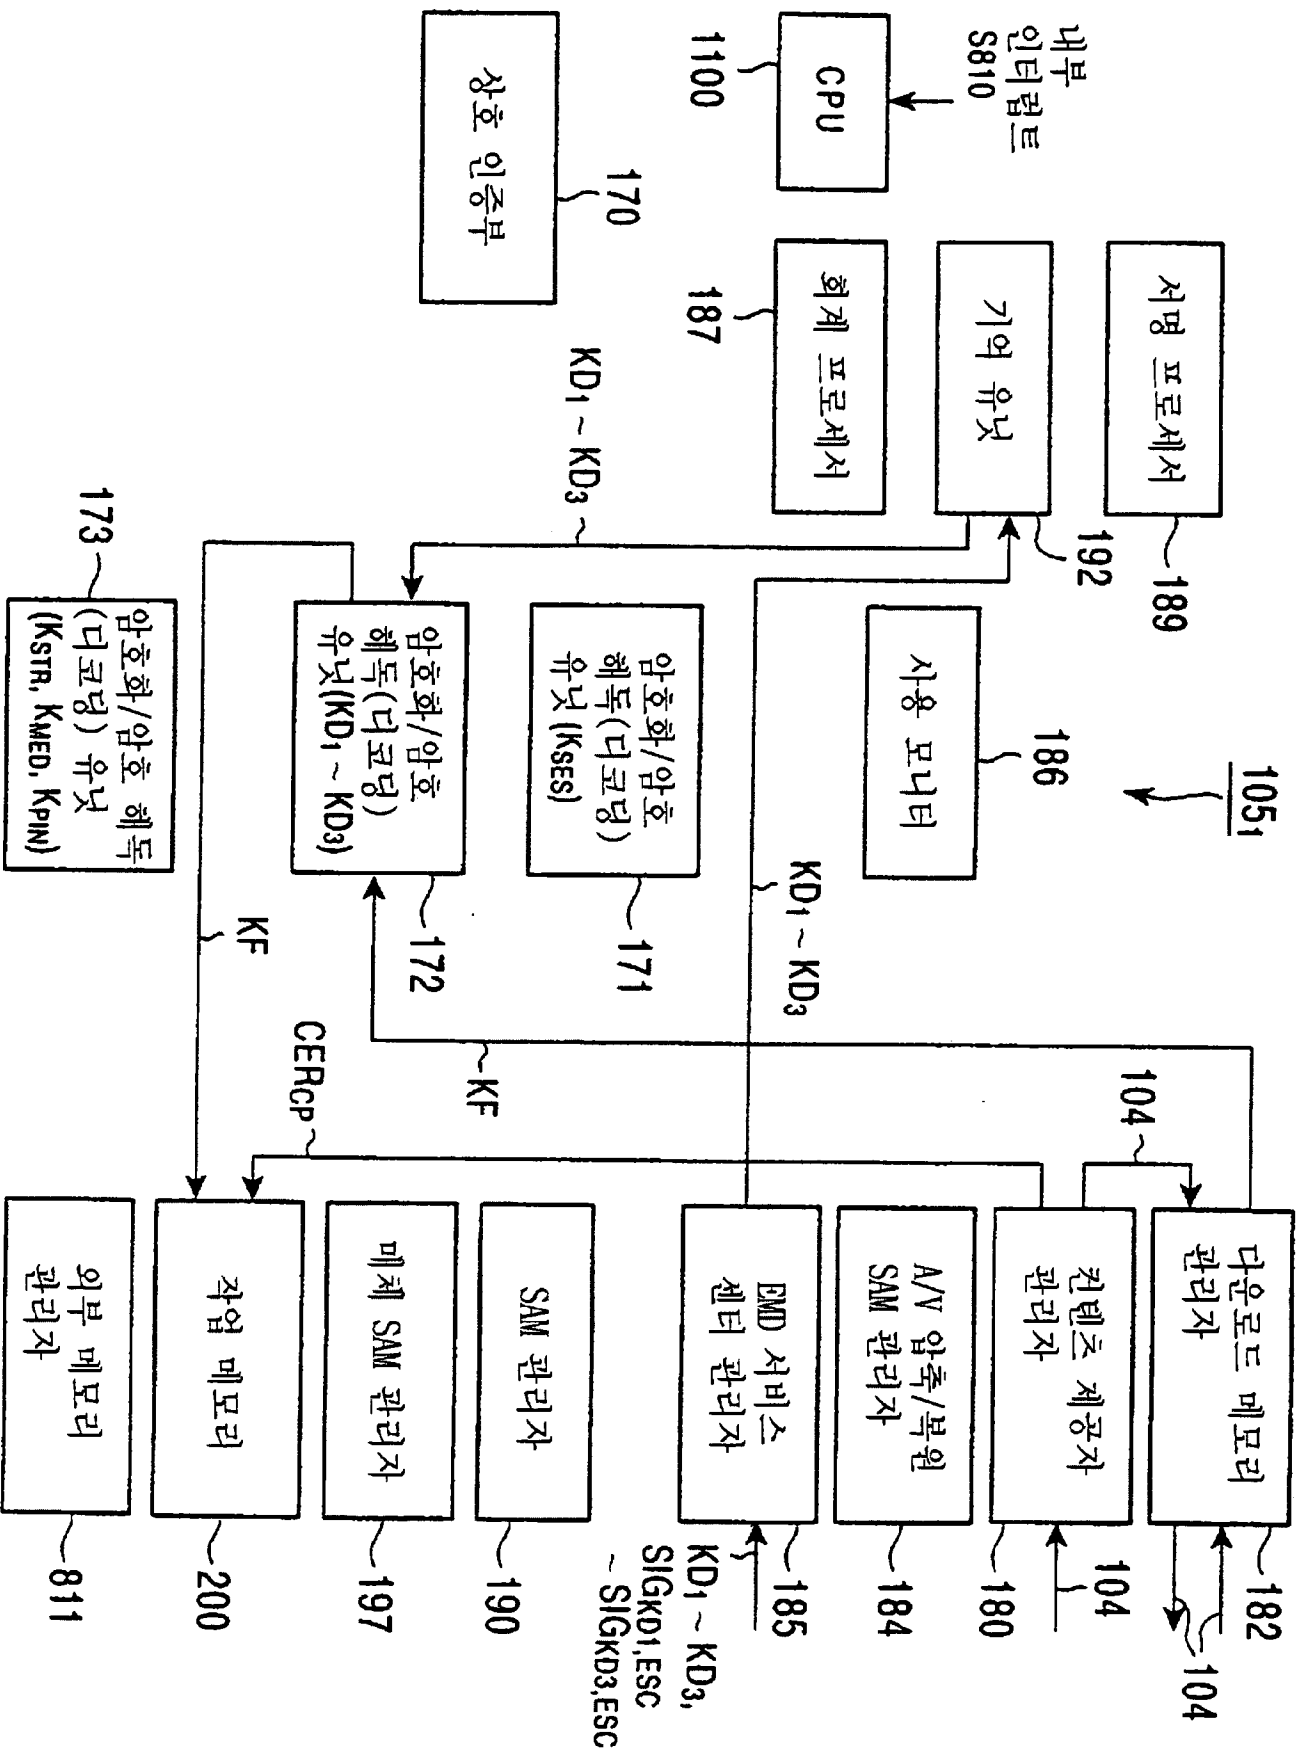 105₁
내부
인터럽트
S810
CPU
1100
상호 인증부
170
서명 프로세서
189
기억 유닛
192
회계 프로세서
187
사용 모니터
186
KD₁ ~ KD₃
KD₁ ~ KD₃
암호화/암호
해독(디코딩)
유닛(KSES)
171
암호화/암호
해독(디코딩)
유닛(KD₁ ~ KD₃)
172
암호화/암호 해독
(디코딩) 유닛
(KSTR, KMED, KPIN)
173
KF
KF
CERCP
104
다운로드 메모리
관리자
182
104
컨텐츠 제공자
관리자
180
104
A/V 압축/복원
SAM 관리자
184
EMD 서비스
센터 관리자
185
KD₁ ~ KD₃,
SIGKD1,ESC
~ SIGKD3,ESC
SAM 관리자
190
매체 SAM 관리자
197
작업 메모리
200
외부 메모리
관리자
811